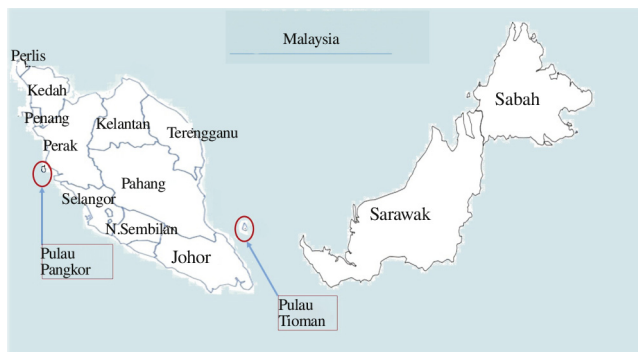 Malaysia
Perlis
Kedah
Penang
Perak
Kelantan
Terengganu
Pahang
Selangor
N.Sembilan
Johor
Sabah
Sarawak
Pulau
Pangkor
Pulau
Tioman